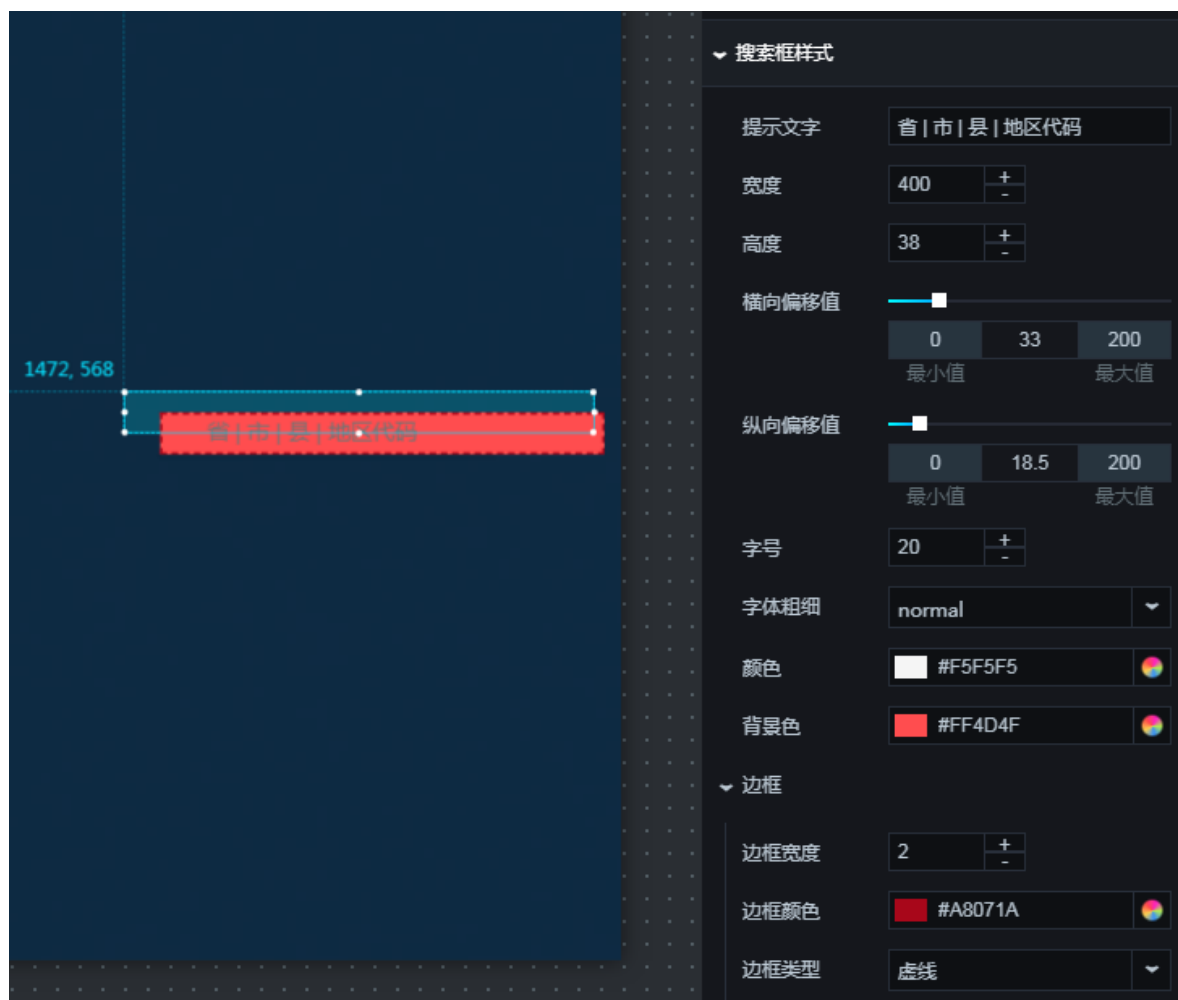 搜索框样式
提示文字 省 | 市 | 县 | 地区代码
宽度 400 + -
高度 38 + -
横向偏移值
0 33 200
最小值 最大值
1472, 568
省 | 市 | 县 | 地区代码
纵向偏移值
0 18.5 200
最小值 最大值
字号 20 + -
字体粗细 normal
颜色 #F5F5F5
背景色 #FF4D4F
边框
边框宽度 2 + -
边框颜色 #A8071A
边框类型 虚线